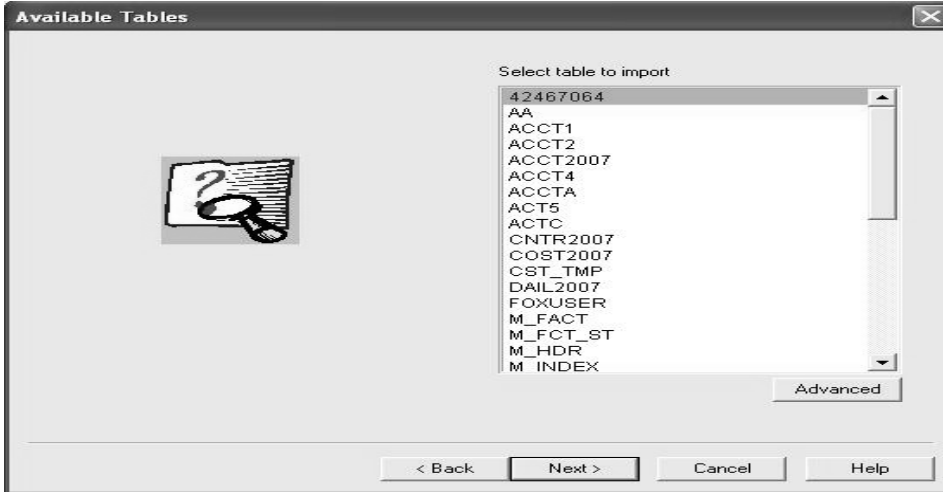 Available Tables
Select table to import
42467064
AA
ACCT1
ACCT2
ACCT2007
ACCT4
ACCTA
ACT5
ACTC
CNTR2007
COST2007
CST_TMP
DAIL2007
FOXUSER
M_FACT
M_FCT_ST
M_HDR
M_INDEX
Advanced
< Back Next > Cancel Help